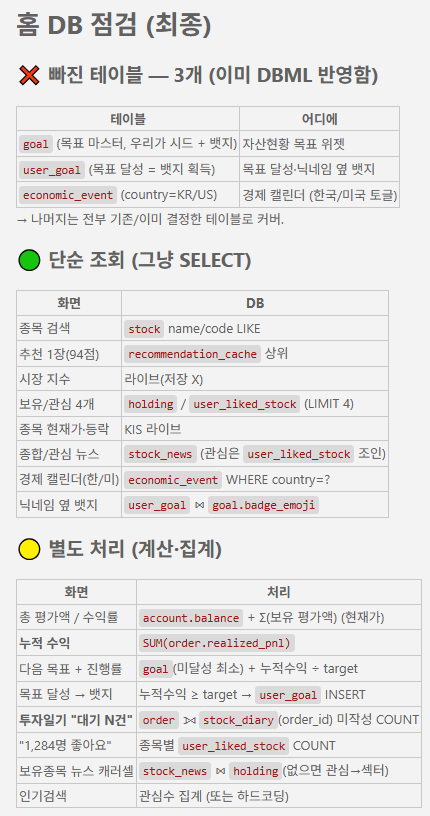 홈 DB 점검 (최종)
❌ 빠진 테이블 — 3개 (이미 DBML 반영함)
테이블 어디에
goal (목표 마스터, 우리가 시드 + 뱃지) 자산현황 목표 위젯
user_goal (목표 달성 = 뱃지 획득) 목표 달성·닉네임 옆 뱃지
economic_event (country=KR/US) 경제 캘린더 (한국/미국 토글)
→ 나머지는 전부 기존/이미 결정한 테이블로 커버.
🟢 단순 조회 (그냥 SELECT)
화면 DB
종목 검색 stock name/code LIKE
추천 1장(94점) recommendation_cache 상위
시장 지수 라이브(저장 X)
보유/관심 4개 holding / user_liked_stock (LIMIT 4)
종목 현재가·등락 KIS 라이브
종합/관심 뉴스 stock_news (관심은 user_liked_stock 조인)
경제 캘린더(한/미) economic_event WHERE country=?
닉네임 옆 뱃지 user_goal ⋈ goal.badge_emoji
🟡 별도 처리 (계산·집계)
화면 처리
총 평가액 / 수익률 account.balance + Σ(보유 평가액) (현재가)
누적 수익 SUM(order.realized_pnl)
다음 목표 + 진행률 goal(미달성 최소) + 누적수익 ÷ target
목표 달성 → 뱃지 누적수익 ≥ target → user_goal INSERT
투자일기 "대기 N건" order ⋊ stock_diary(order_id) 미작성 COUNT
"1,284명 좋아요" 종목별 user_liked_stock COUNT
보유종목 뉴스 캐러셀 stock_news ⋈ holding(없으면 관심→섹터)
인기검색 관심수 집계 (또는 하드코딩)